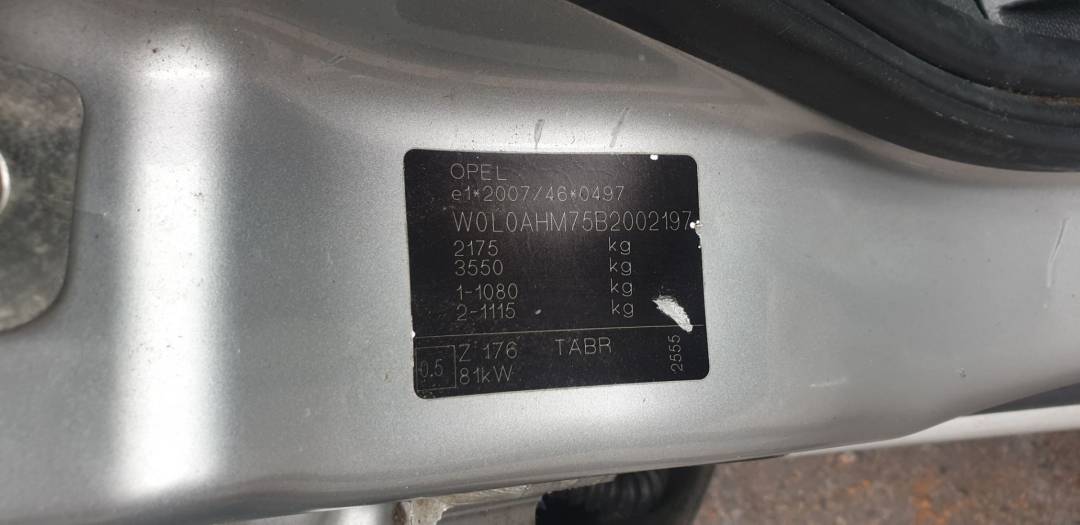 OPEL
e1*2007/46*0497
W0L0AHM75B2002197
2175 kg
3550 kg
1-1080 kg
2-1115 kg
0.5 Z 176 TABR 2555
81kW